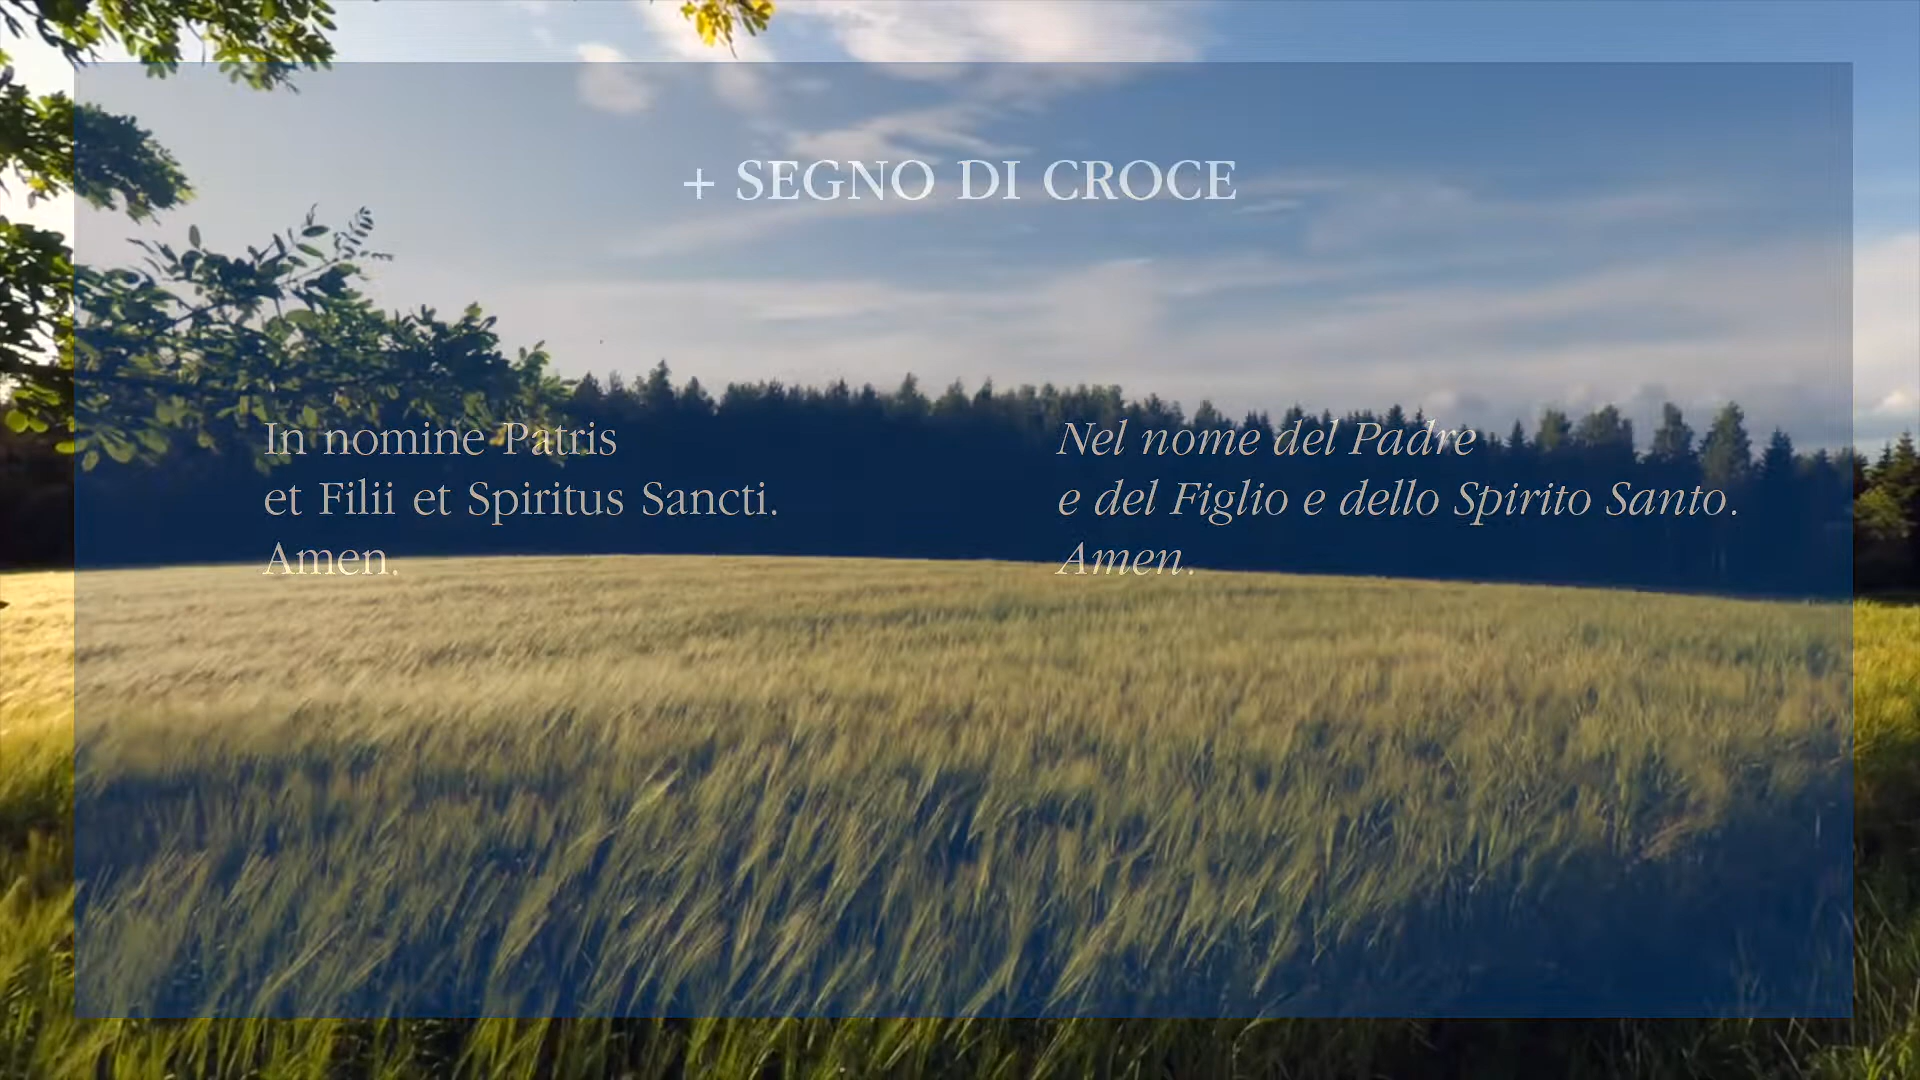 + SEGNO DI CROCE
In nomine Patris
et Filii et Spiritus Sancti.
Amen.
Nel nome del Padre
e del Figlio e dello Spirito Santo.
Amen.